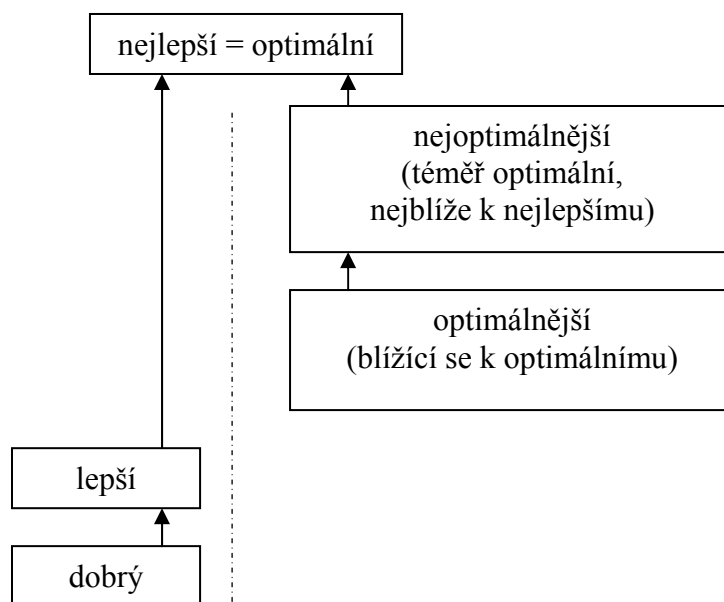 nejlepší = optimální
nejoptimálnější
(téměř optimální,
nejblíže k nejlepšímu)
optimálnější
(blížící se k optimálnímu)
lepší
dobrý